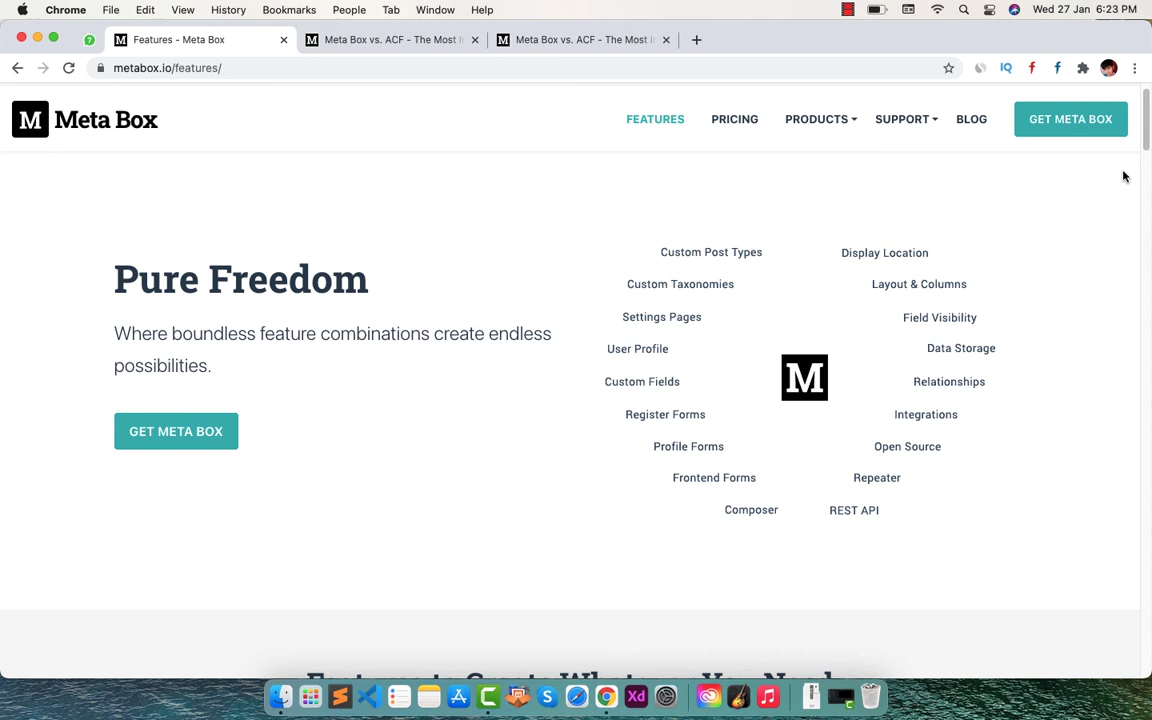 Chrome File Edit View History Bookmarks People Tab Window Help Wed 27 Jan 6:23 PM
Features - Meta Box
Meta Box vs. ACF - The Most I
Meta Box vs. ACF - The Most I
metabox.io/features/
IQ
M Meta Box
FEATURES PRICING PRODUCTS SUPPORT BLOG GET META BOX
Pure Freedom
Where boundless feature combinations create endless
possibilities.
GET META BOX
Custom Post Types
Custom Taxonomies
Settings Pages
User Profile
Custom Fields
Register Forms
Profile Forms
Frontend Forms
Composer
M
Display Location
Layout & Columns
Field Visibility
Data Storage
Relationships
Integrations
Open Source
Repeater
REST API
Xd